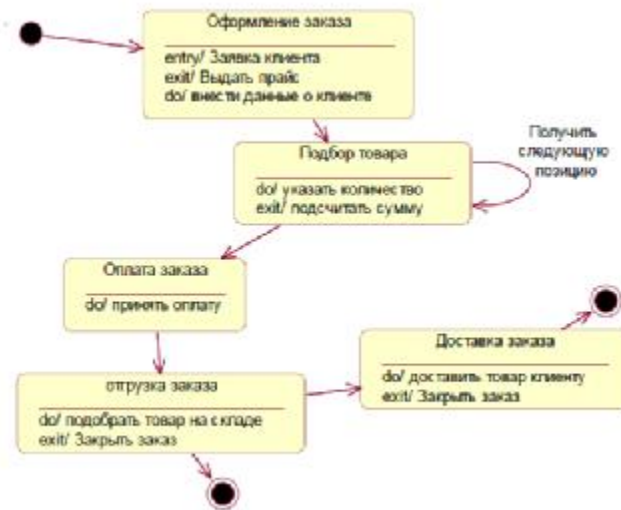 Оформление заказа
entry/ Заявка клиента
exit/ Выдать прайс
do/ внести данные о клиенте
Подбор товара
do/ указать количество
exit/ подсчитать сумму
Получить
следующую
позицию
Оплата заказа
do/ принять оплату
Доставка заказа
do/ доставить товар клиенту
exit/ Закрыть заказ
отгрузка заказа
do/ подобрать товар на складе
exit/ Закрыть заказ